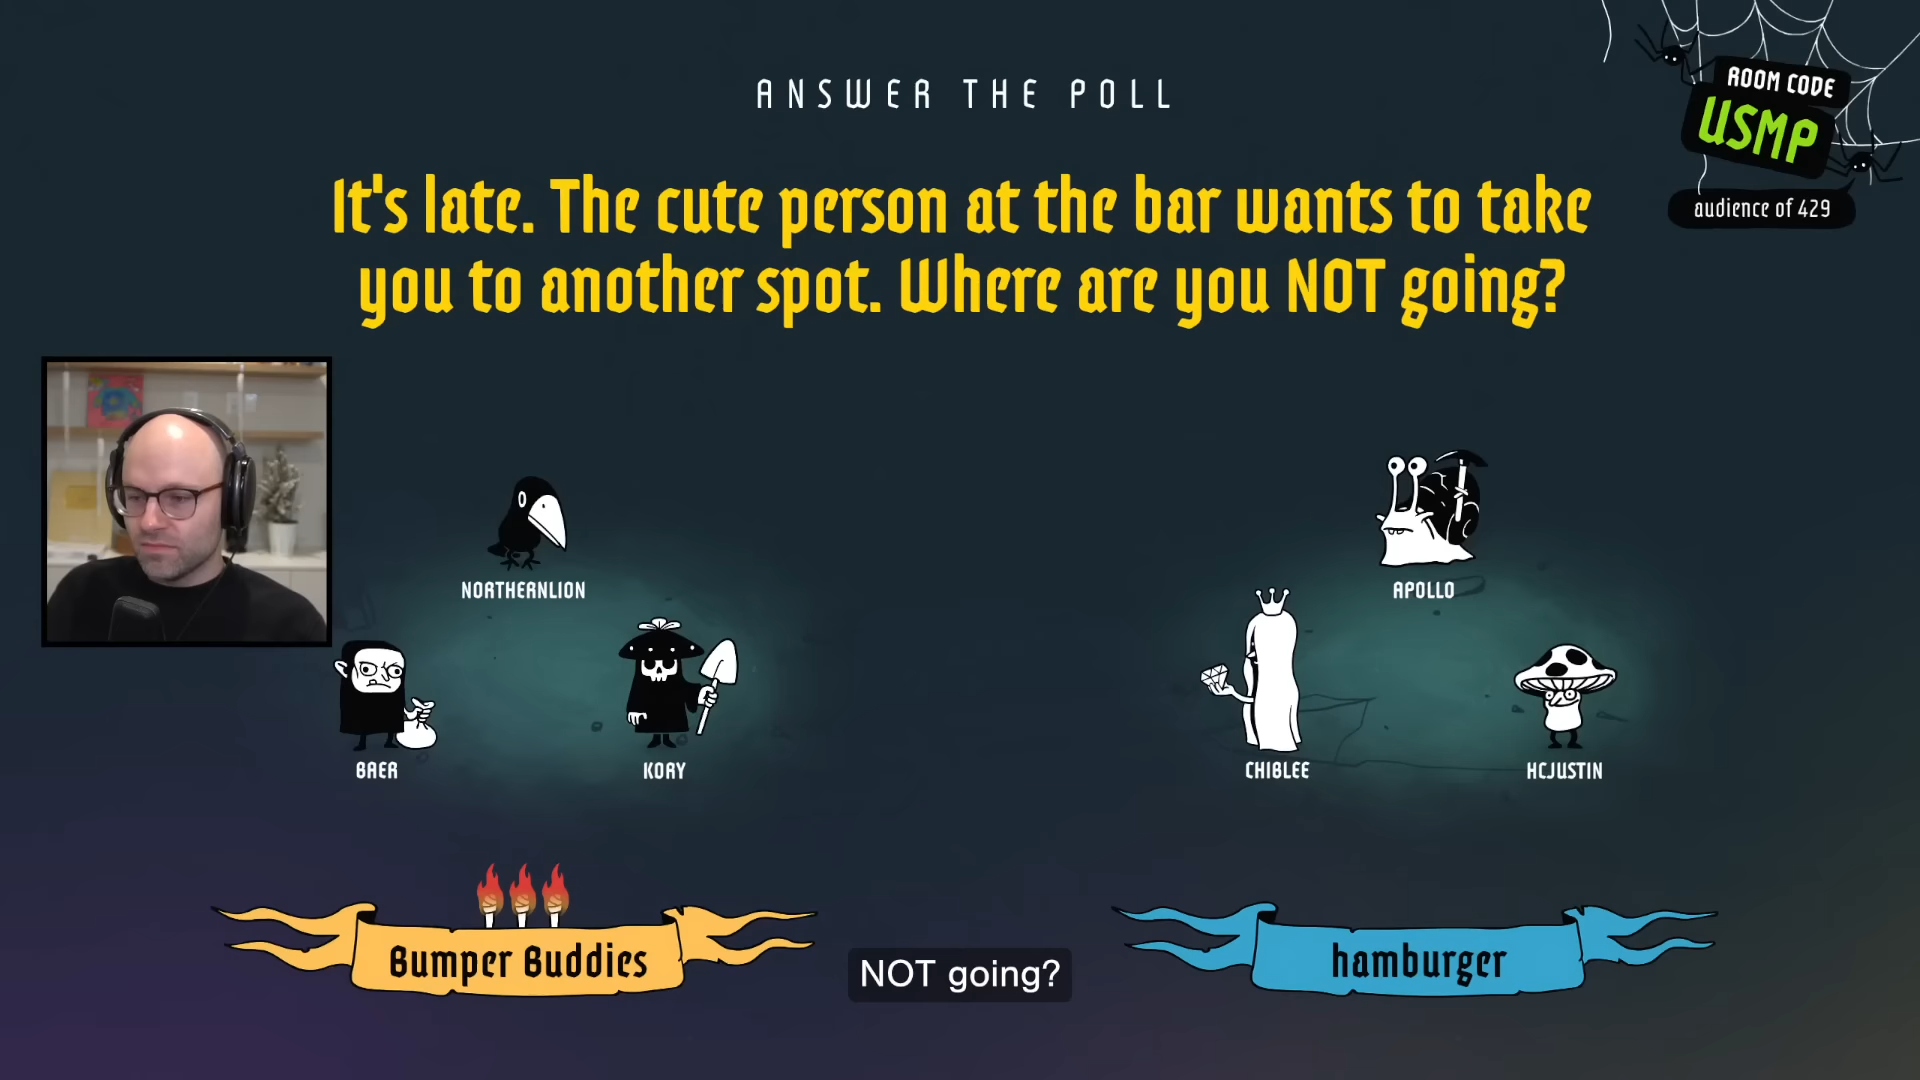 ANSWER THE POLL
ROOM CODE
USMP
audience of 429
It's late. The cute person at the bar wants to take
you to another spot. Where are you NOT going?
NORTHERNLION
APOLLO
BAER
KORY
CHIBLEE
HCJUSTIN
Bumper Buddies
hamburger
NOT going?